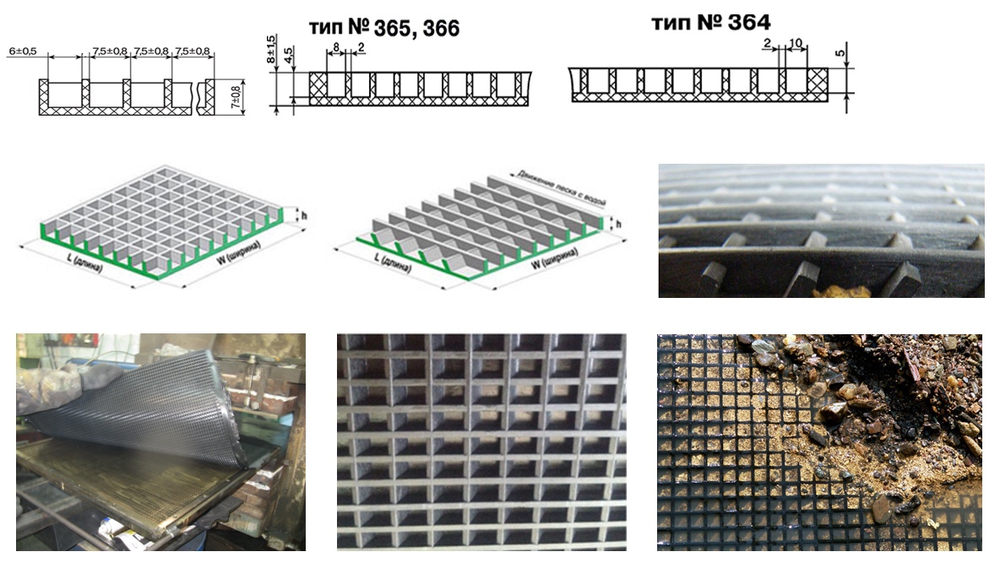 тип № 365, 366
тип № 364
6±0,5
7,5±0,8
7,5±0,8
7,5±0,8
7±0,8
8±1,5
4,5
8
2
2
10
5
h
L (длина)
W (ширина)
Движение песка с водой
h
L (длина)
W (ширина)